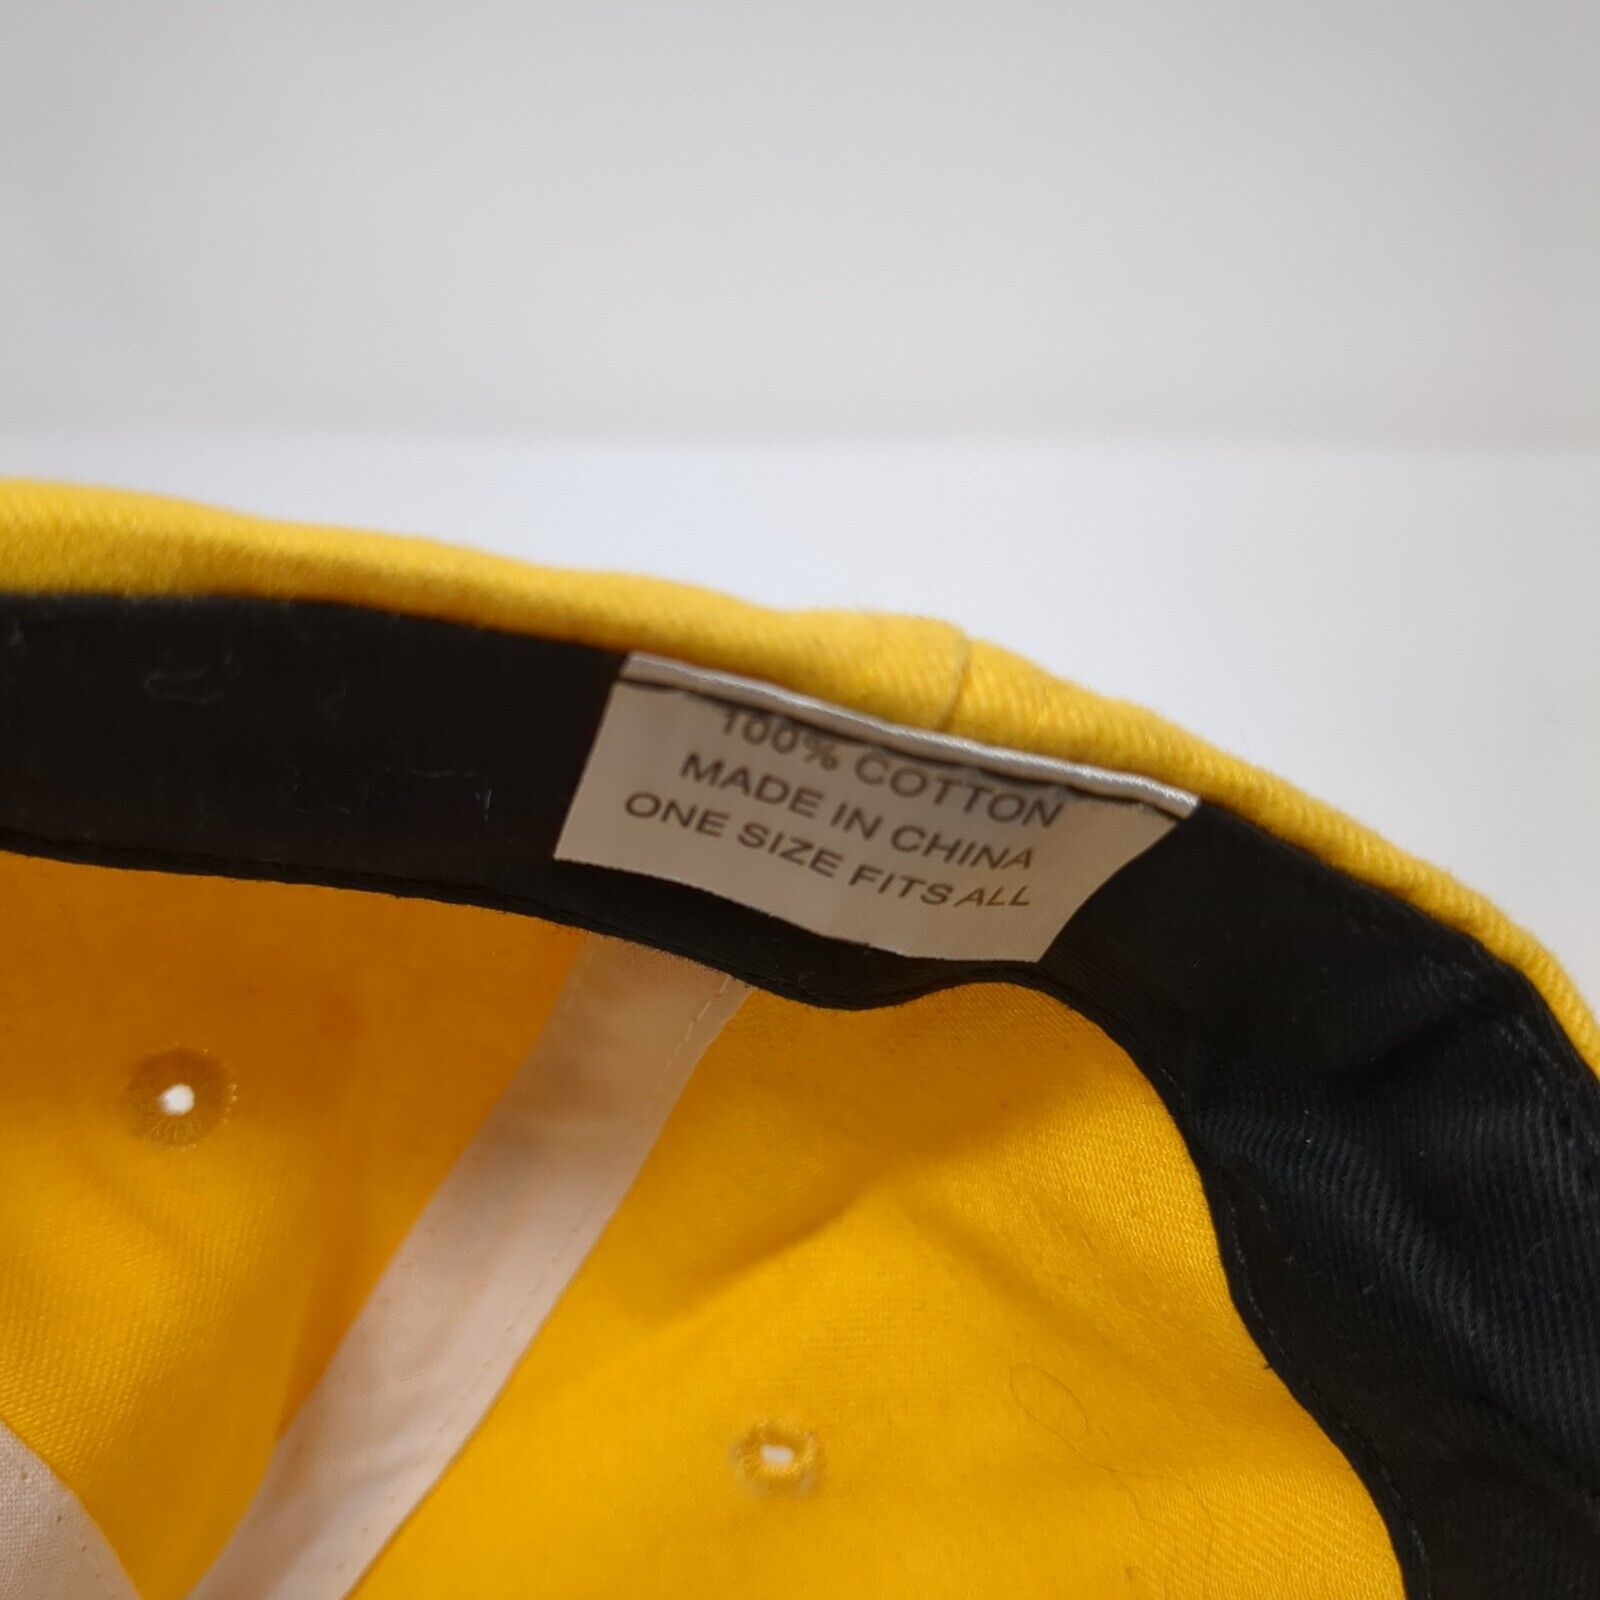 100% COTTON
MADE IN CHINA
ONE SIZE FITS ALL